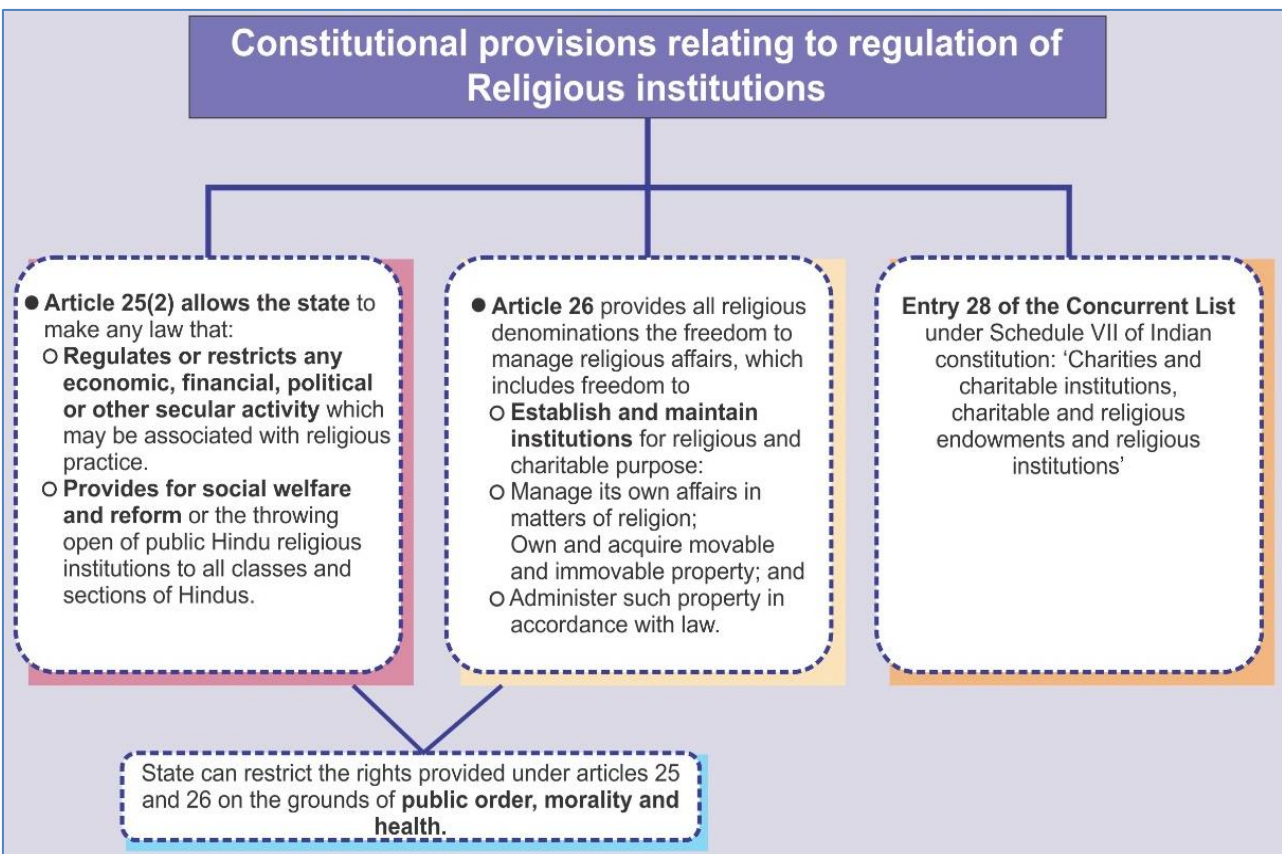 Constitutional provisions relating to regulation of
Religious institutions
● Article 25(2) allows the state to
make any law that:
○ Regulates or restricts any
economic, financial, political
or other secular activity which
may be associated with religious
practice.
○ Provides for social welfare
and reform or the throwing
open of public Hindu religious
institutions to all classes and
sections of Hindus.
● Article 26 provides all religious
denominations the freedom to
manage religious affairs, which
includes freedom to
○ Establish and maintain
institutions for religious and
charitable purpose:
○ Manage its own affairs in
matters of religion;
Own and acquire movable
and immovable property; and
○ Administer such property in
accordance with law.
Entry 28 of the Concurrent List
under Schedule VII of Indian
constitution: ‘Charities and
charitable institutions,
charitable and religious
endowments and religious
institutions’
State can restrict the rights provided under articles 25
and 26 on the grounds of public order, morality and
health.